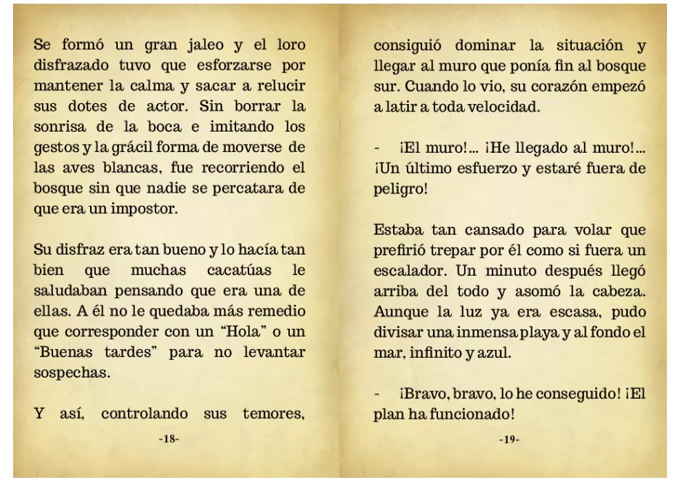 Se formó un gran jaleo y el loro
disfrazado tuvo que esforzarse por
mantener la calma y sacar a relucir
sus dotes de actor. Sin borrar la
sonrisa de la boca e imitando los
gestos y la grácil forma de moverse de
las aves blancas, fue recorriendo el
bosque sin que nadie se percatara de
que era un impostor.
Su disfraz era tan bueno y lo hacía tan
bien que muchas cacatúas le
saludaban pensando que era una de
ellas. A él no le quedaba más remedio
que corresponder con un “Hola” o un
“Buenas tardes” para no levantar
sospechas.
Y así, controlando sus temores,
-18-
consiguió dominar la situación y
llegar al muro que ponía fin al bosque
sur. Cuando lo vio, su corazón empezó
a latir a toda velocidad.
- ¡El muro!... ¡He llegado al muro!...
¡Un último esfuerzo y estaré fuera de
peligro!
Estaba tan cansado para volar que
prefirió trepar por él como si fuera un
escalador. Un minuto después llegó
arriba del todo y asomó la cabeza.
Aunque la luz ya era escasa, pudo
divisar una inmensa playa y al fondo el
mar, infinito y azul.
- ¡Bravo, bravo, lo he conseguido! ¡El
plan ha funcionado!
-19-